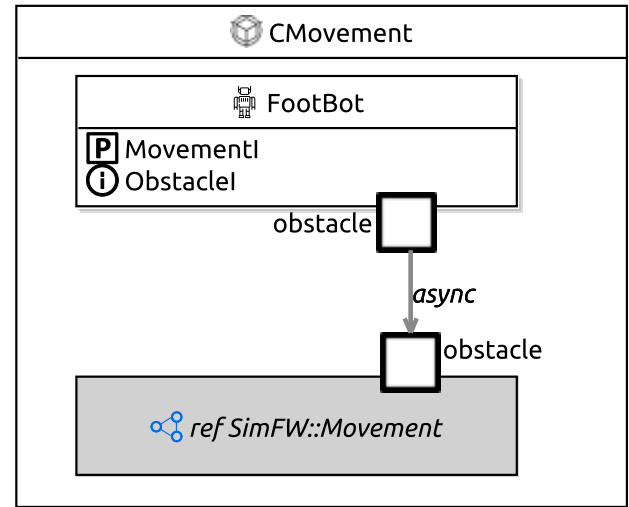 CMovement
FootBot
P MovementI
i ObstacleI
obstacle
async
obstacle
ref SimFW::Movement